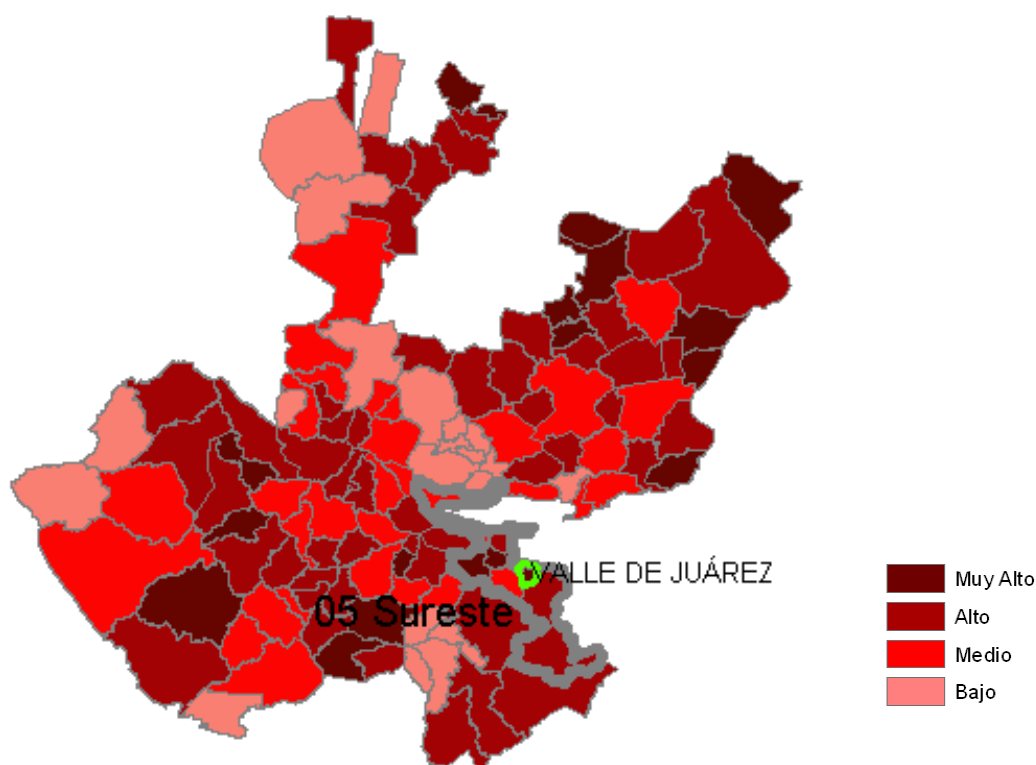 VALLE DE JUÁREZ
05 Sureste
Muy Alto
Alto
Medio
Bajo